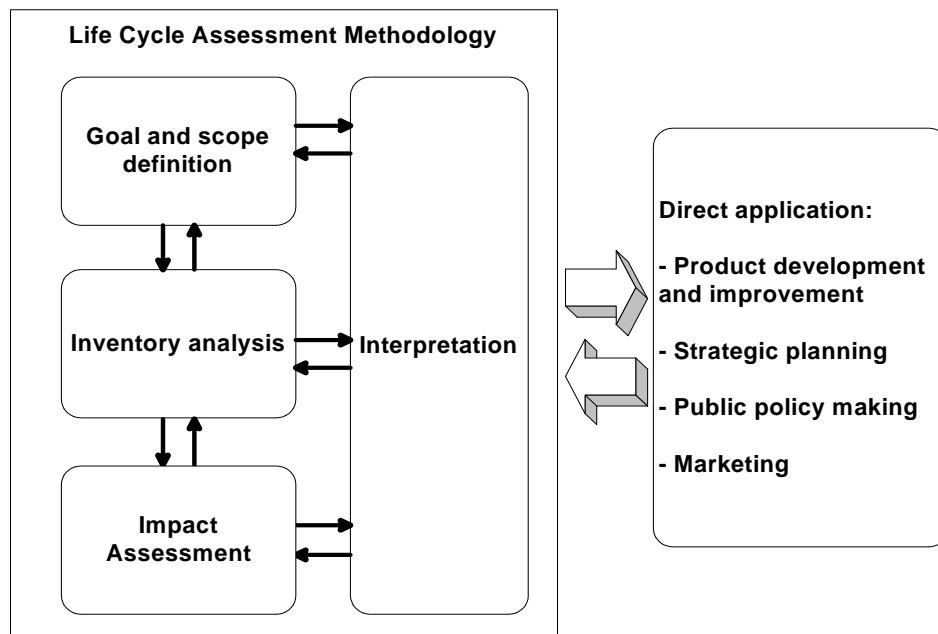 Life Cycle Assessment Methodology
Goal and scope
definition
Inventory analysis
Impact
Assessment
Interpretation
Direct application:
- Product development
and improvement
- Strategic planning
- Public policy making
- Marketing